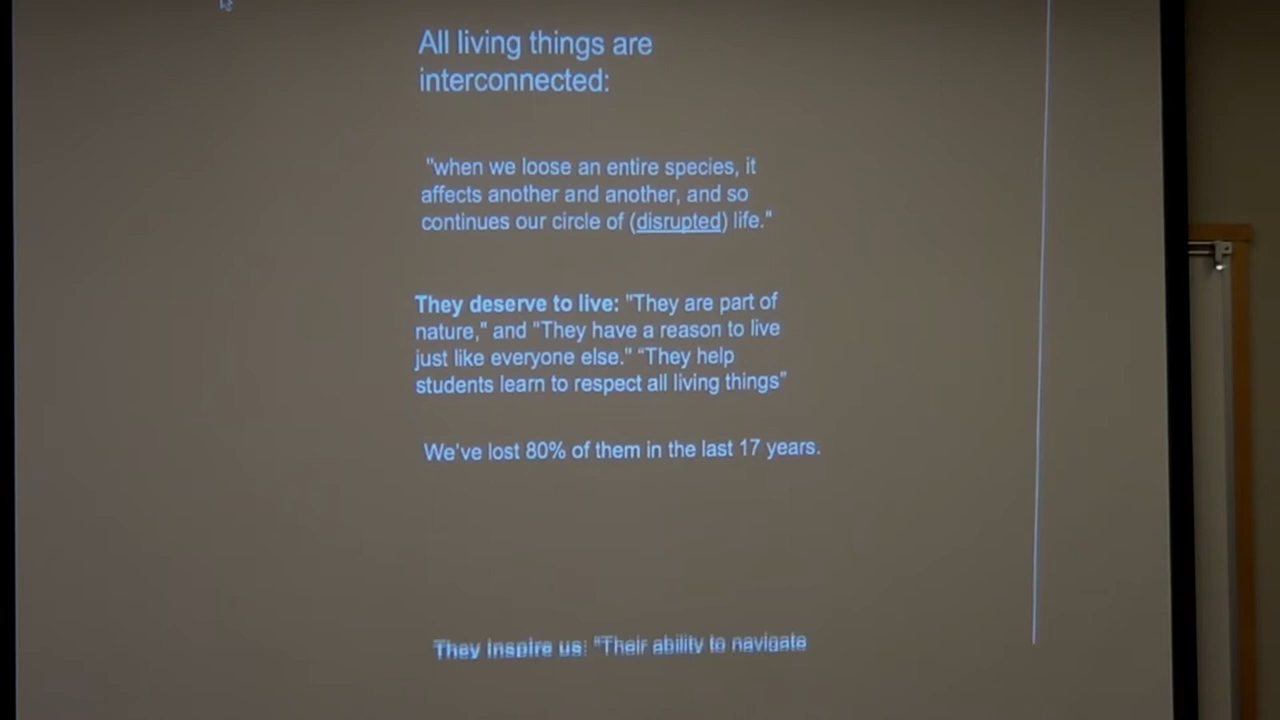 All living things are
interconnected:
"when we loose an entire species, it
affects another and another, and so
continues our circle of (disrupted) life."
They deserve to live: "They are part of
nature," and "They have a reason to live
just like everyone else." "They help
students learn to respect all living things"
We've lost 80% of them in the last 17 years.
They inspire us: "Their ability to navigate